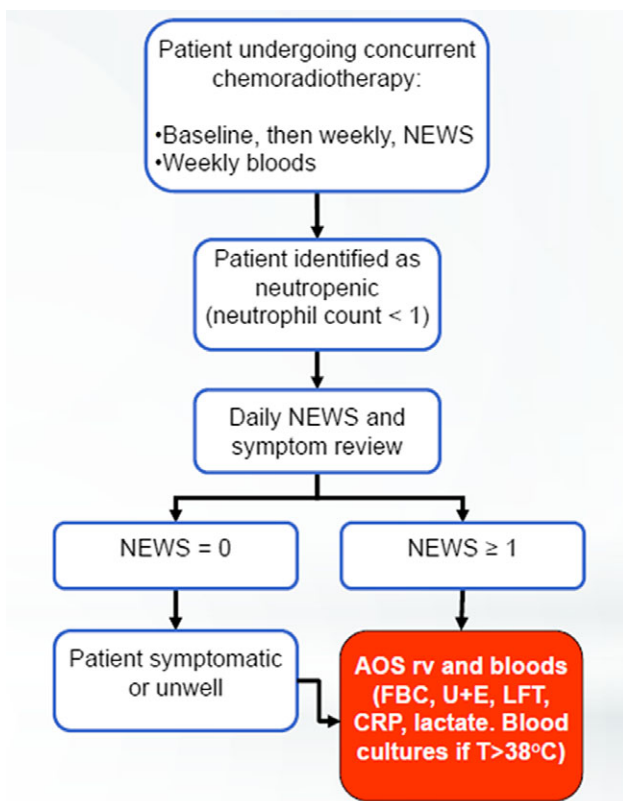 Patient undergoing concurrent
chemoradiotherapy:
•Baseline, then weekly, NEWS
•Weekly bloods
Patient identified as
neutropenic
(neutrophil count < 1)
Daily NEWS and
symptom review
NEWS = 0
NEWS ≥ 1
Patient symptomatic
or unwell
AOS rv and bloods
(FBC, U+E, LFT,
CRP, lactate. Blood
cultures if T>38°C)